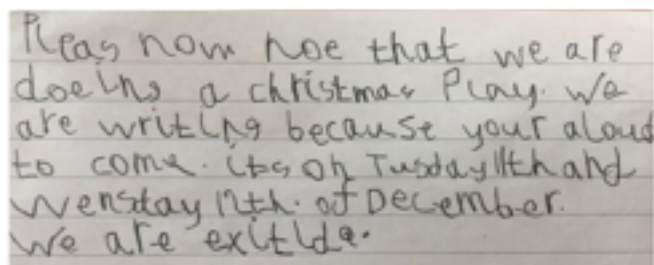 Pleas now noe that we are
doeing a christmas Play. We
are writing because your aloud
to come. its on Tusday 11th and
Wensday 12th. of December.
We are exitide.